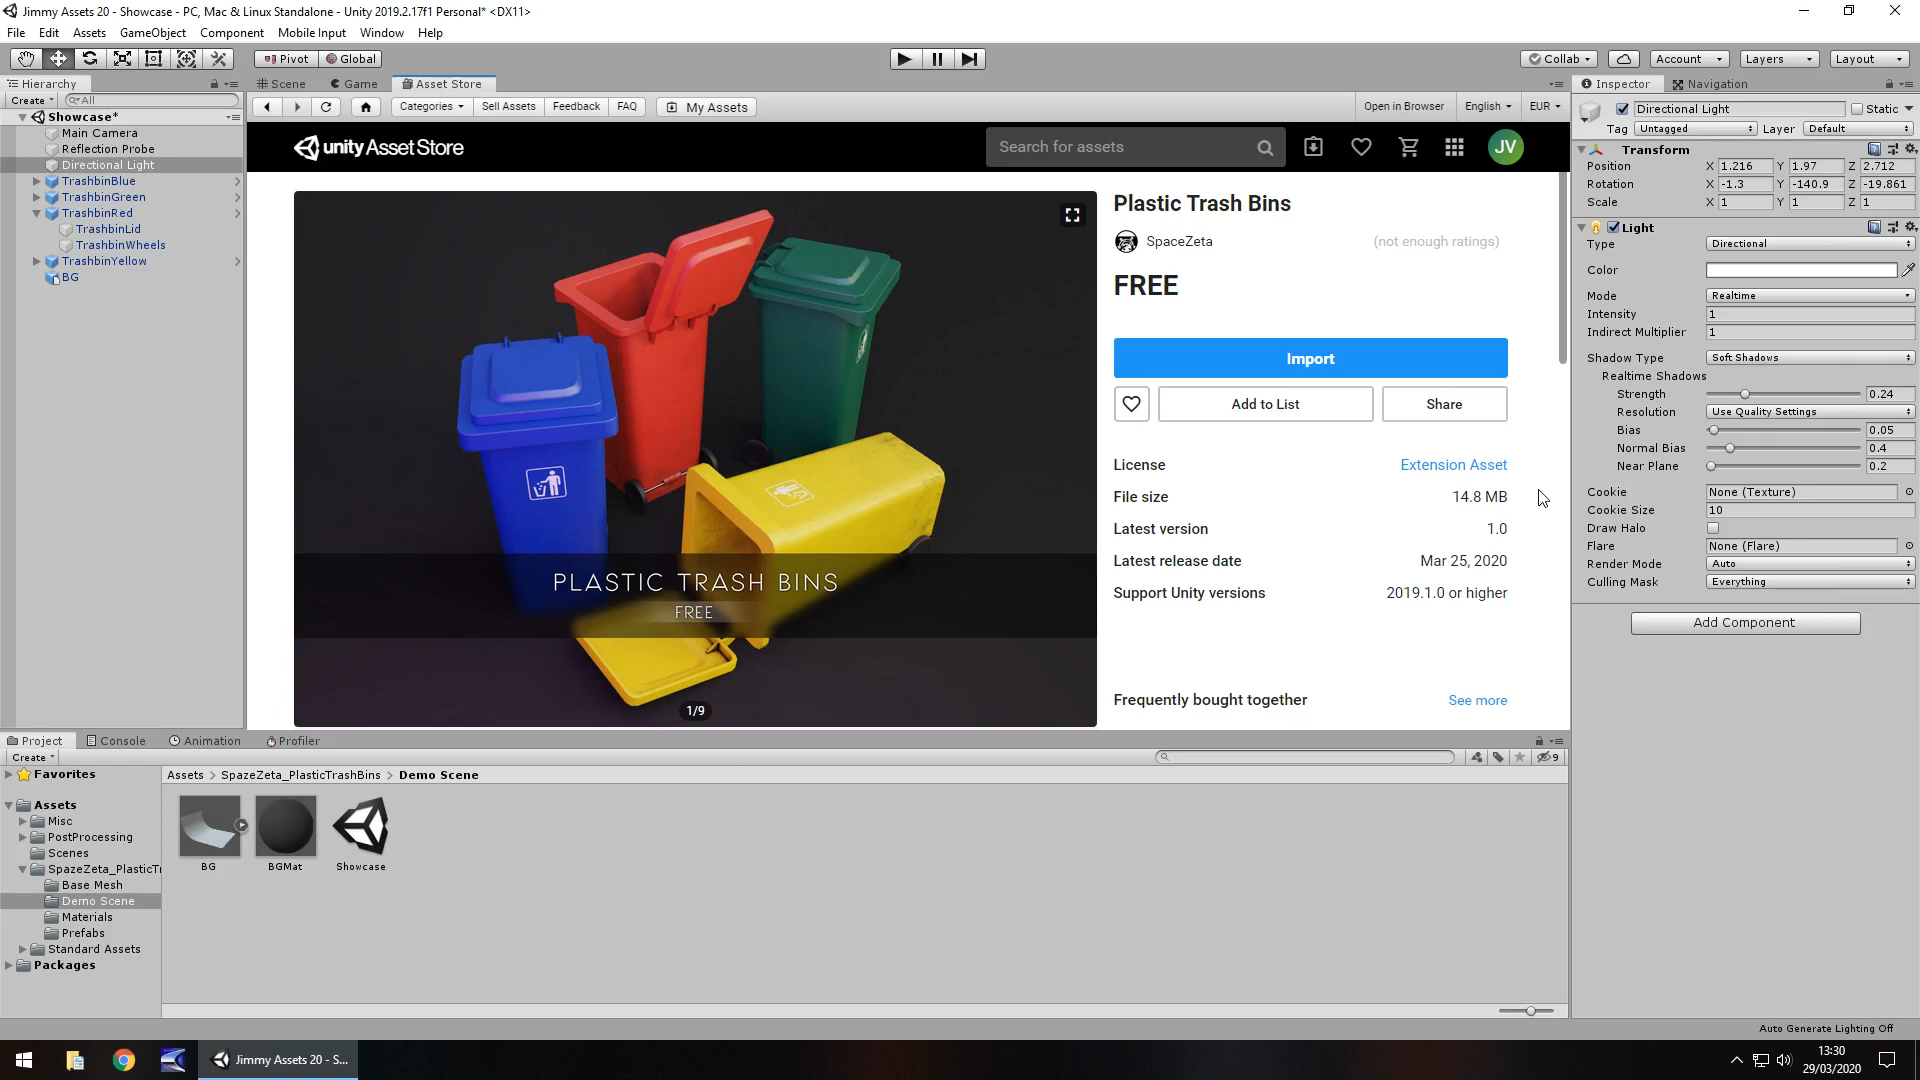 Jimmy Assets 20 - Showcase - PC, Mac & Linux Standalone - Unity 2019.2.17f1 Personal* <DX11>
File Edit Assets GameObject Component Mobile Input Window Help
Pivot Global Collab Account Layers Layout
Hierarchy
Create All
Showcase*
Main Camera
Reflection Probe
Directional Light
TrashbinBlue
TrashbinGreen
TrashbinRed
TrashbinLid
TrashbinWheels
TrashbinYellow
BG
Scene Game Asset Store
Categories Sell Assets Feedback FAQ My Assets Open in Browser English EUR
unity Asset Store Search for assets JV
PLASTIC TRASH BINS
FREE
1/9
Plastic Trash Bins
SpaceZeta (not enough ratings)
FREE
Import
Add to List Share
License Extension Asset
File size 14.8 MB
Latest version 1.0
Latest release date Mar 25, 2020
Support Unity versions 2019.1.0 or higher
Frequently bought together See more
Inspector Navigation
Directional Light Static
Tag Untagged Layer Default
Transform
Position X 1.216 Y 1.97 Z 2.712
Rotation X -1.3 Y -140.9 Z -19.861
Scale X 1 Y 1 Z 1
Light
Type Directional
Color
Mode Realtime
Intensity 1
Indirect Multiplier 1
Shadow Type Soft Shadows
Realtime Shadows
Strength 0.24
Resolution Use Quality Settings
Bias 0.05
Normal Bias 0.4
Near Plane 0.2
Cookie None (Texture)
Cookie Size 10
Draw Halo
Flare None (Flare)
Render Mode Auto
Culling Mask Everything
Add Component
Project Console Animation Profiler
Create 9
Favorites
Assets
Misc
PostProcessing
Scenes
SpazeZeta_PlasticTr
Base Mesh
Demo Scene
Materials
Prefabs
Standard Assets
Packages
Assets > SpazeZeta_PlasticTrashBins > Demo Scene
BG BGMat Showcase
Auto Generate Lighting Off
Jimmy Assets 20 - S...
13:30
29/03/2020